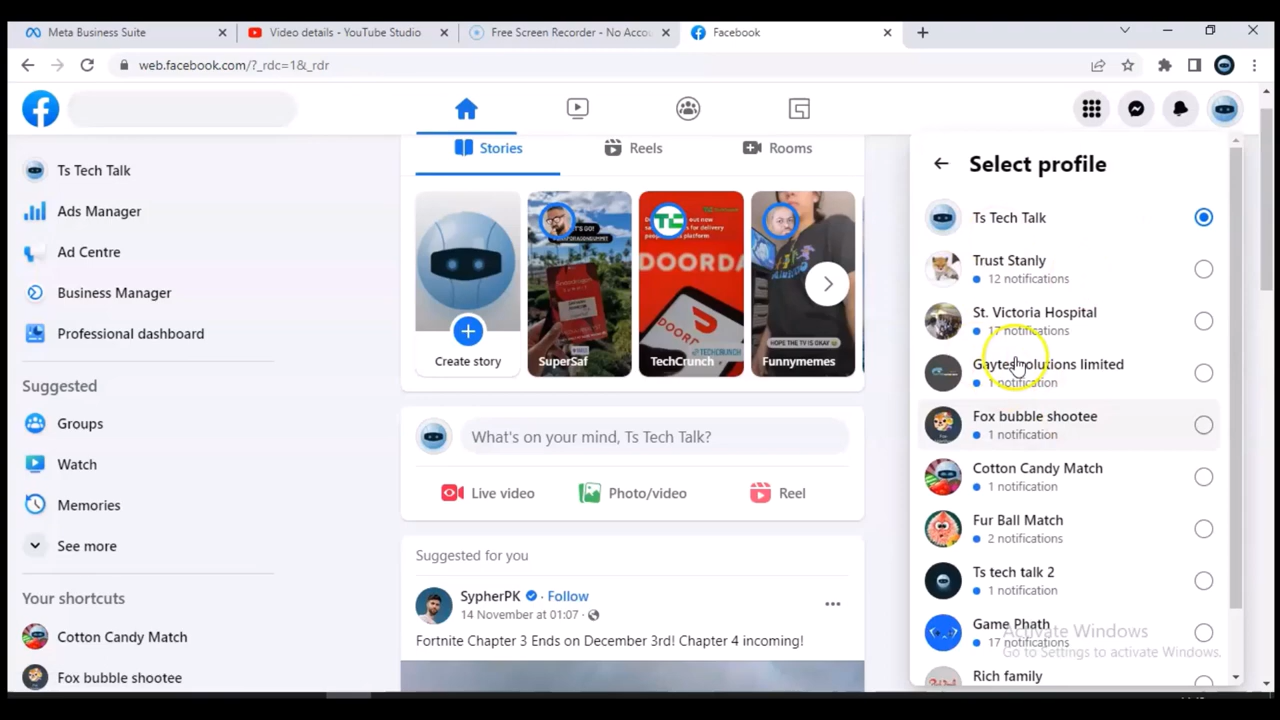 Meta Business Suite
Video details - YouTube Studio
Free Screen Recorder - No Accou
Facebook
web.facebook.com/?_rdc=1&_rdr
Ts Tech Talk
Ads Manager
Ad Centre
Business Manager
Professional dashboard
Suggested
Groups
Watch
Memories
See more
Your shortcuts
Cotton Candy Match
Fox bubble shootee
Stories
Reels
Rooms
Create story
SuperSaf
DOORDA
TechCrunch
HOPE THE TV IS OKAY
Funnymemes
What's on your mind, Ts Tech Talk?
Live video
Photo/video
Reel
Suggested for you
SypherPK · Follow
14 November at 01:07 ·
Fortnite Chapter 3 Ends on December 3rd! Chapter 4 incoming!
Select profile
Ts Tech Talk
Trust Stanly
12 notifications
St. Victoria Hospital
17 notifications
Gaytes solutions limited
1 notification
Fox bubble shootee
1 notification
Cotton Candy Match
1 notification
Fur Ball Match
2 notifications
Ts tech talk 2
1 notification
Game Phath
17 notifications
Rich family
Activate Windows
Go to Settings to activate Windows.